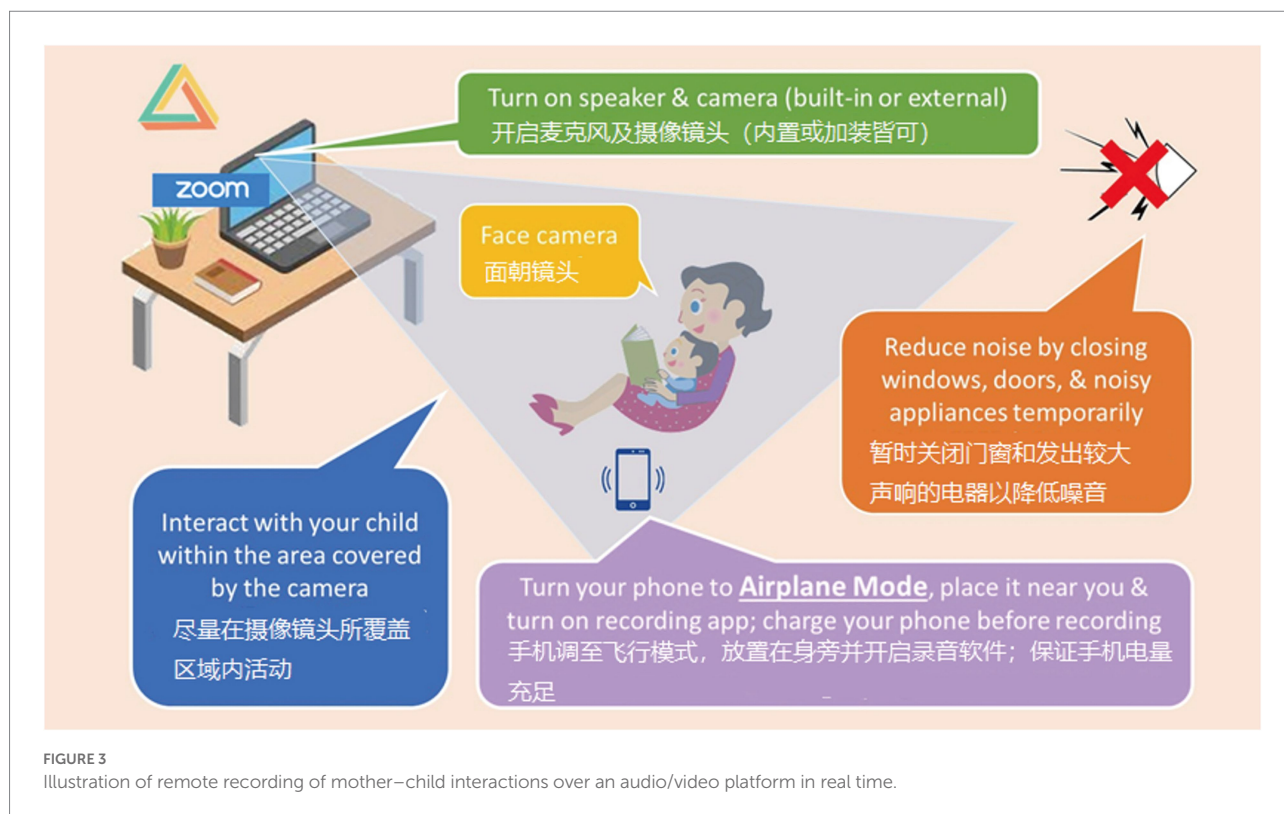 Turn on speaker & camera (built-in or external)
开启麦克风及摄像镜头（内置或加装皆可）
zoom
Face camera
面朝镜头
Reduce noise by closing
windows, doors, & noisy
appliances temporarily
暂时关闭门窗和发出较大
声响的电器以降低噪音
Interact with your child
within the area covered
by the camera
尽量在摄像镜头所覆盖
区域内活动
Turn your phone to Airplane Mode, place it near you &
turn on recording app; charge your phone before recording
手机调至飞行模式，放置在身旁并开启录音软件；保证手机电量
充足
FIGURE 3
Illustration of remote recording of mother–child interactions over an audio/video platform in real time.